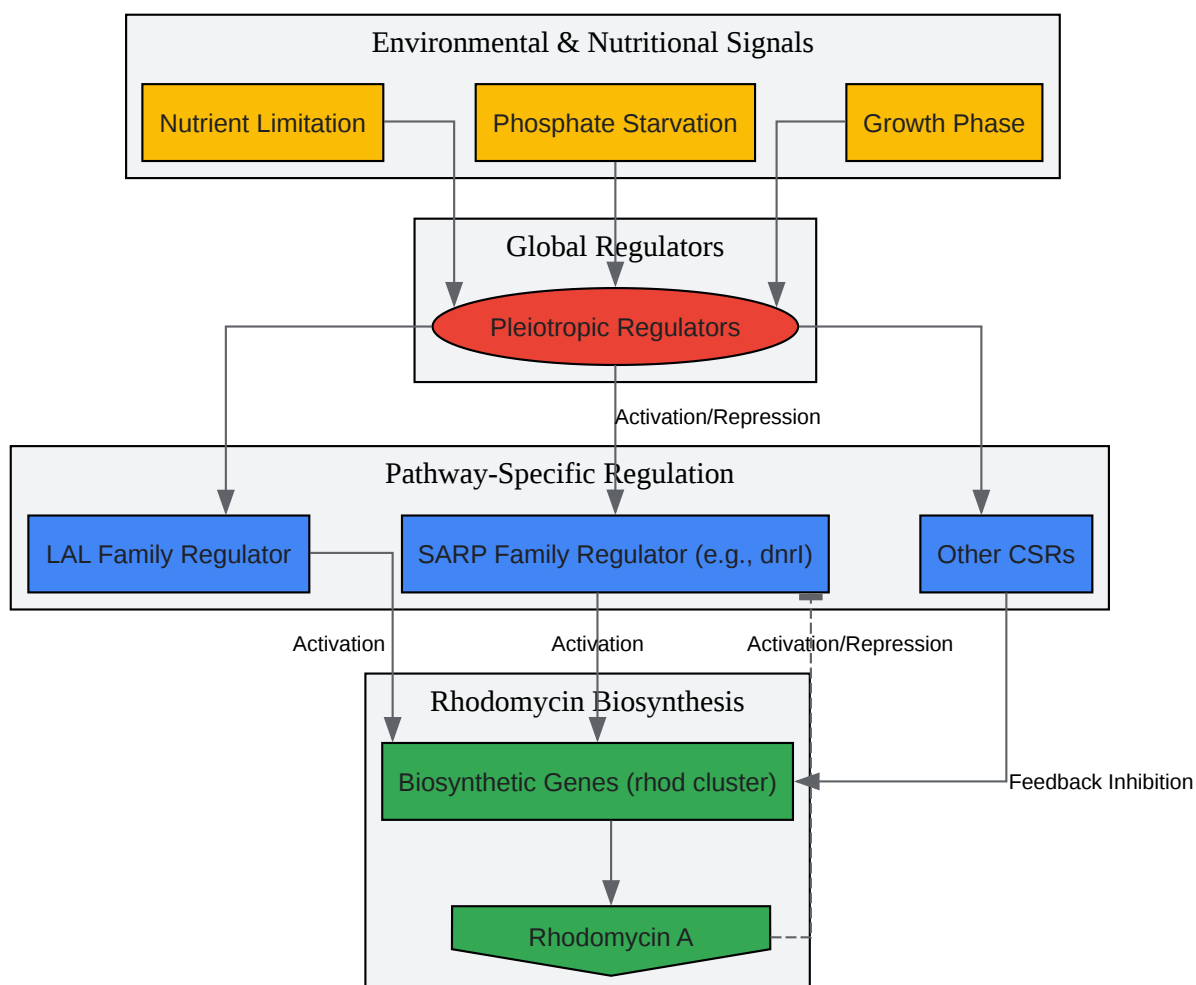 Environmental & Nutritional Signals
Nutrient Limitation
Phosphate Starvation
Growth Phase
Global Regulators
Pleiotropic Regulators
Activation/Repression
Pathway-Specific Regulation
LAL Family Regulator
SARP Family Regulator (e.g., dnrI)
Other CSRs
Activation
Activation
Activation/Repression
Rhodomycin Biosynthesis
Biosynthetic Genes (rhod cluster)
Feedback Inhibition
Rhodomycin A